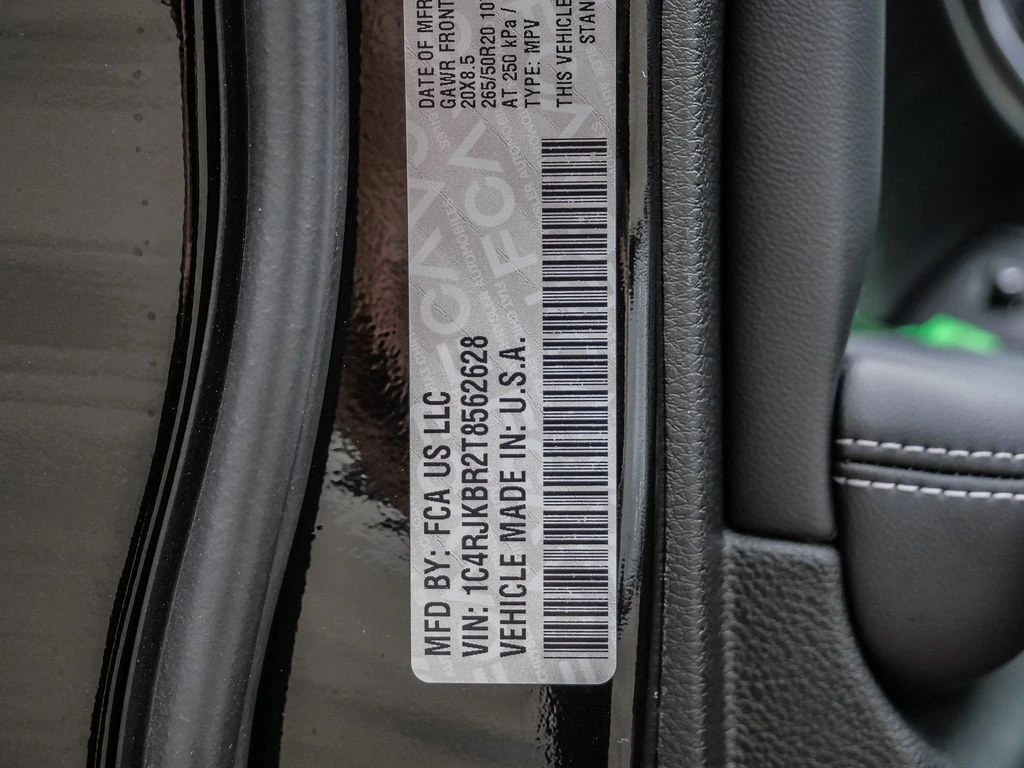 MFD BY: FCA US LLC
VIN: 1C4RJKBR2T8562628
VEHICLE MADE IN: U.S.A.
DATE OF MFR
GAWR FRONT
20X8.5
265/50R20 10
AT 250 kPa /
TYPE: MPV
THIS VEHICLE
STAN